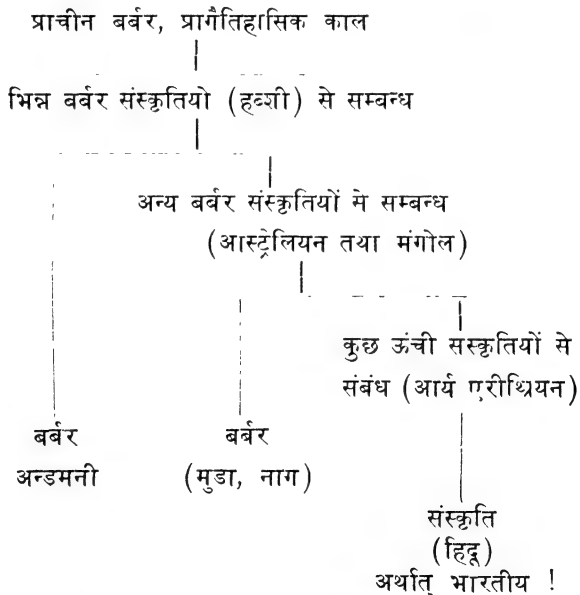 प्राचीन बर्बर, प्रागैतिहासिक काल
भिन्न बर्बर संस्कृतियो (हब्शी) से सम्बन्ध
अन्य बर्बर संस्कृतियों से सम्बन्ध
(आस्ट्रेलियन तथा मंगोल)
कुछ ऊंची संस्कृतियों से
संबंध (आर्य एरीथ्रियन)
बर्बर
अन्डमनी
बर्बर
(मुडा, नाग)
संस्कृति
(हिदू)
अर्थात् भारतीय !